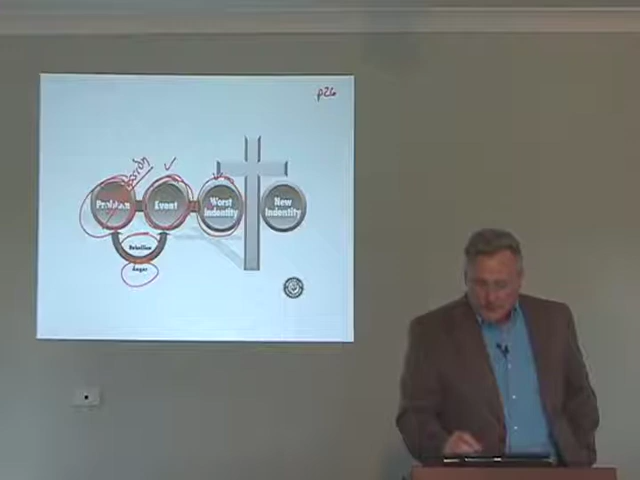 p26
Problem
Event
Worst
Indentity
New
Indentity
Rebellion
Anger